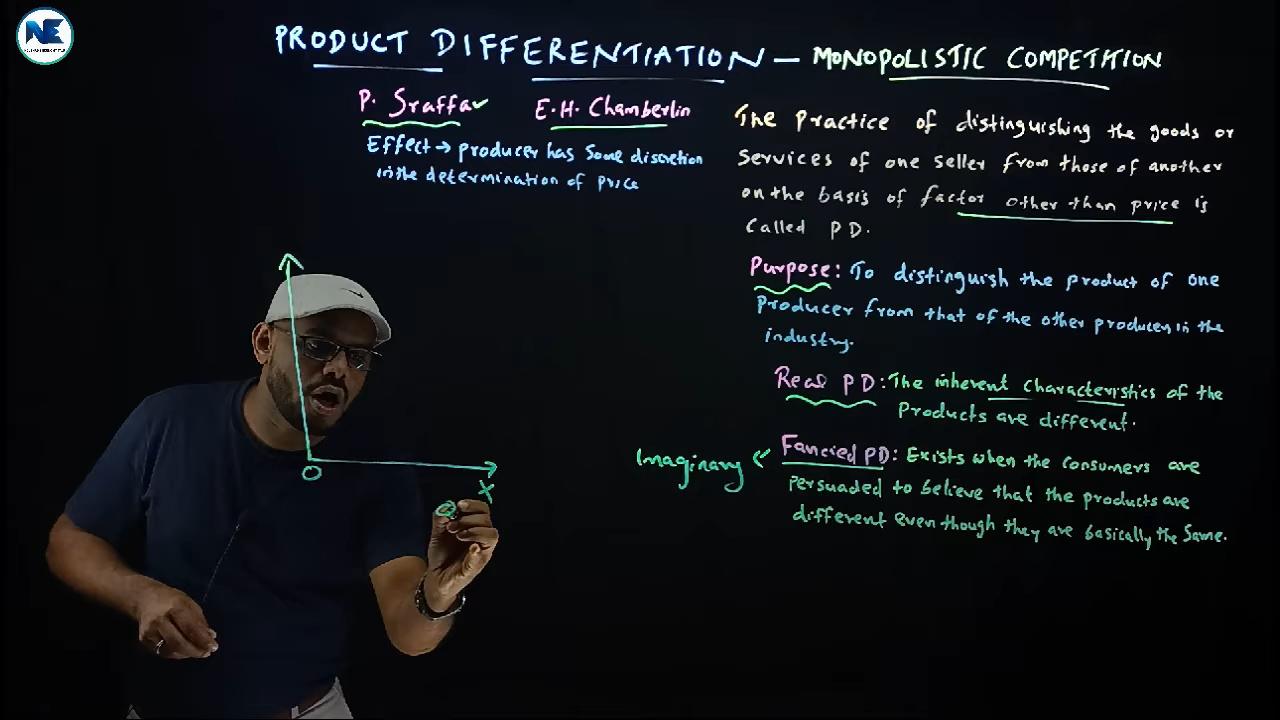 NE
PRODUCT DIFFERENTIATION — MONOPOLISTIC COMPETITION
P. Sraffa✓ E.H. Chamberlin
Effect → producer has some discretion
in the determination of price
The Practice of distinguishing the goods or
services of one seller from those of another
on the basis of factor other than price is
called PD.
Purpose: To distinguish the product of one
Producer from that of the other producer in the
industry.
Real PD: The inherent characteristics of the
Products are different.
Imaginary < Fancied PD: Exists when the consumers are
persuaded to believe that the products are
different even though they are basically the same.
O
X